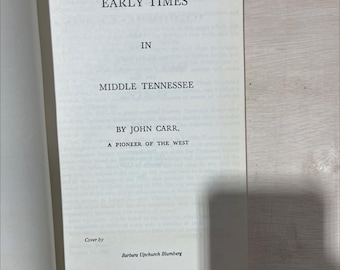 EARLY TIMES
IN
MIDDLE TENNESSEE
BY JOHN CARR,
A PIONEER OF THE WEST
Cover by
Barbara Upchurch Blumberg